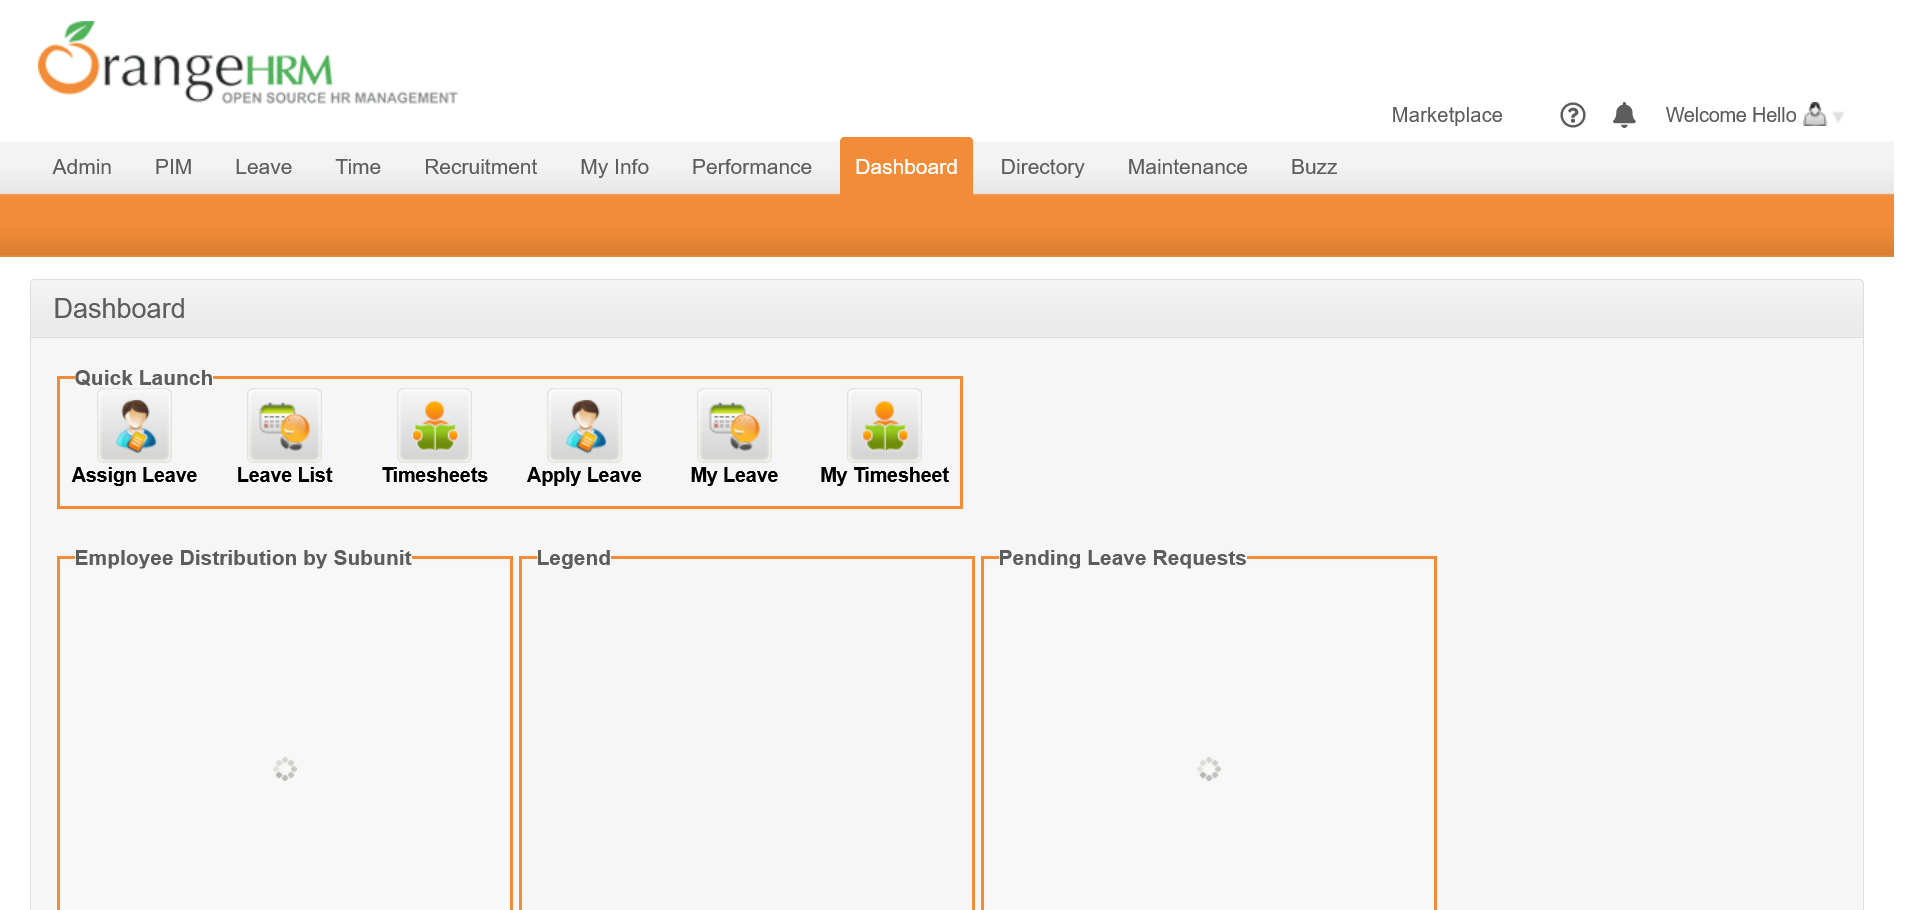 OrangeHRM
OPEN SOURCE HR MANAGEMENT
Marketplace
Welcome Hello
Admin PIM Leave Time Recruitment My Info Performance Dashboard Directory Maintenance Buzz
Dashboard
Quick Launch
Assign Leave Leave List Timesheets Apply Leave My Leave My Timesheet
Employee Distribution by Subunit Legend Pending Leave Requests